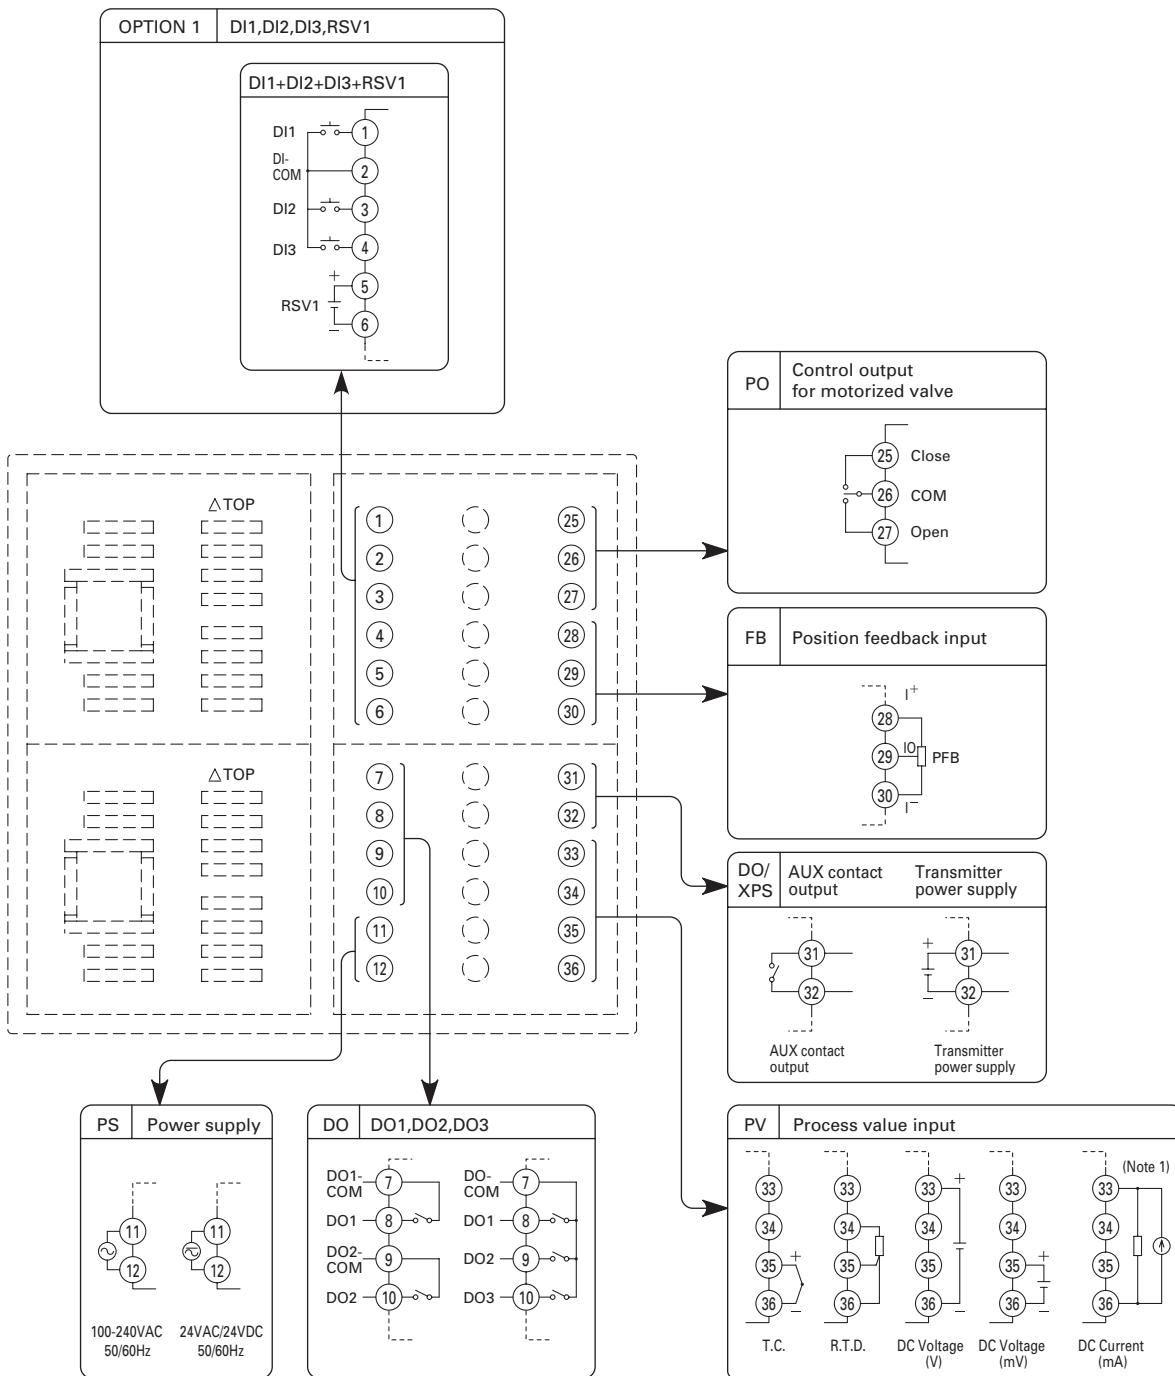 OPTION 1 DI1,DI2,DI3,RSV1
DI1+DI2+DI3+RSV1
DI1 1
DI-
COM 2
DI2 3
DI3 4
+ 5
RSV1
− 6
PO Control output
for motorized valve
25 Close
26 COM
27 Open
△TOP
1 25
2 26
3 27
4 28
5 29
6 30
FB Position feedback input
I+
28
29 IO PFB
30
I−
△TOP
7 31
8 32
9 33
10 34
11 35
12 36
DO/
XPS AUX contact
output Transmitter
power supply
31 + 31
32 − 32
AUX contact
output
Transmitter
power supply
PS Power supply
11 11
12 12
100-240VAC
50/60Hz
24VAC/24VDC
50/60Hz
DO DO1,DO2,DO3
DO1-
COM 7
DO1 8
DO2-
COM 9
DO2 10
DO-
COM 7
DO1 8
DO2 9
DO3 10
PV Process value input
(Note 1)
33 33 33 + 33 33
34 34 34 34 34
35 + 35 35 35 + 35
36 − 36 36 − 36 − 36
T.C. R.T.D. DC Voltage
(V)
DC Voltage
(mV)
DC Current
(mA)